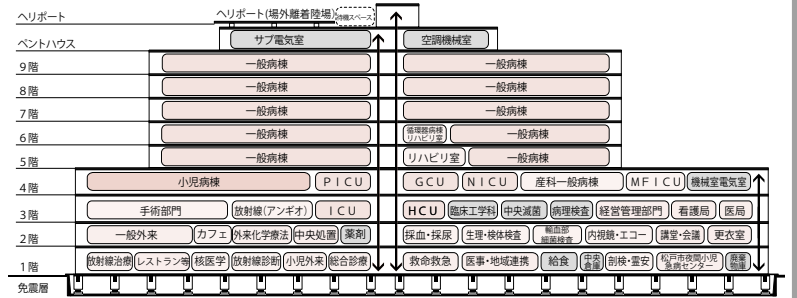 ヘリポート
ヘリポート(場外離着陸場) 待機スペース
ペントハウス サブ電気室 空調機械室
9階 一般病棟 一般病棟
8階 一般病棟 一般病棟
7階 一般病棟 一般病棟
6階 一般病棟 循環器病棟リハビリ室 一般病棟
5階 一般病棟 リハビリ室 一般病棟
4階 小児病棟 PICU GCU NICU 産科一般病棟 MFICU 機械室電気室
3階 手術部門 放射線(アンギオ) ICU HCU 臨床工学科 中央滅菌 病理検査 経営管理部門 看護局 医局
2階 一般外来 カフェ 外来化学療法 中央処置 薬剤 採血・採尿 生理・検体検査 輸血部細菌検査 内視鏡・エコー 講堂・会議 更衣室
1階 放射線治療 レストラン等 核医学 放射線診断 小児外来 総合診療 救命救急 医事・地域連携 給食 中央倉庫 剖検・霊安 松戸市夜間小児急病センター 廃棄物庫
免震層